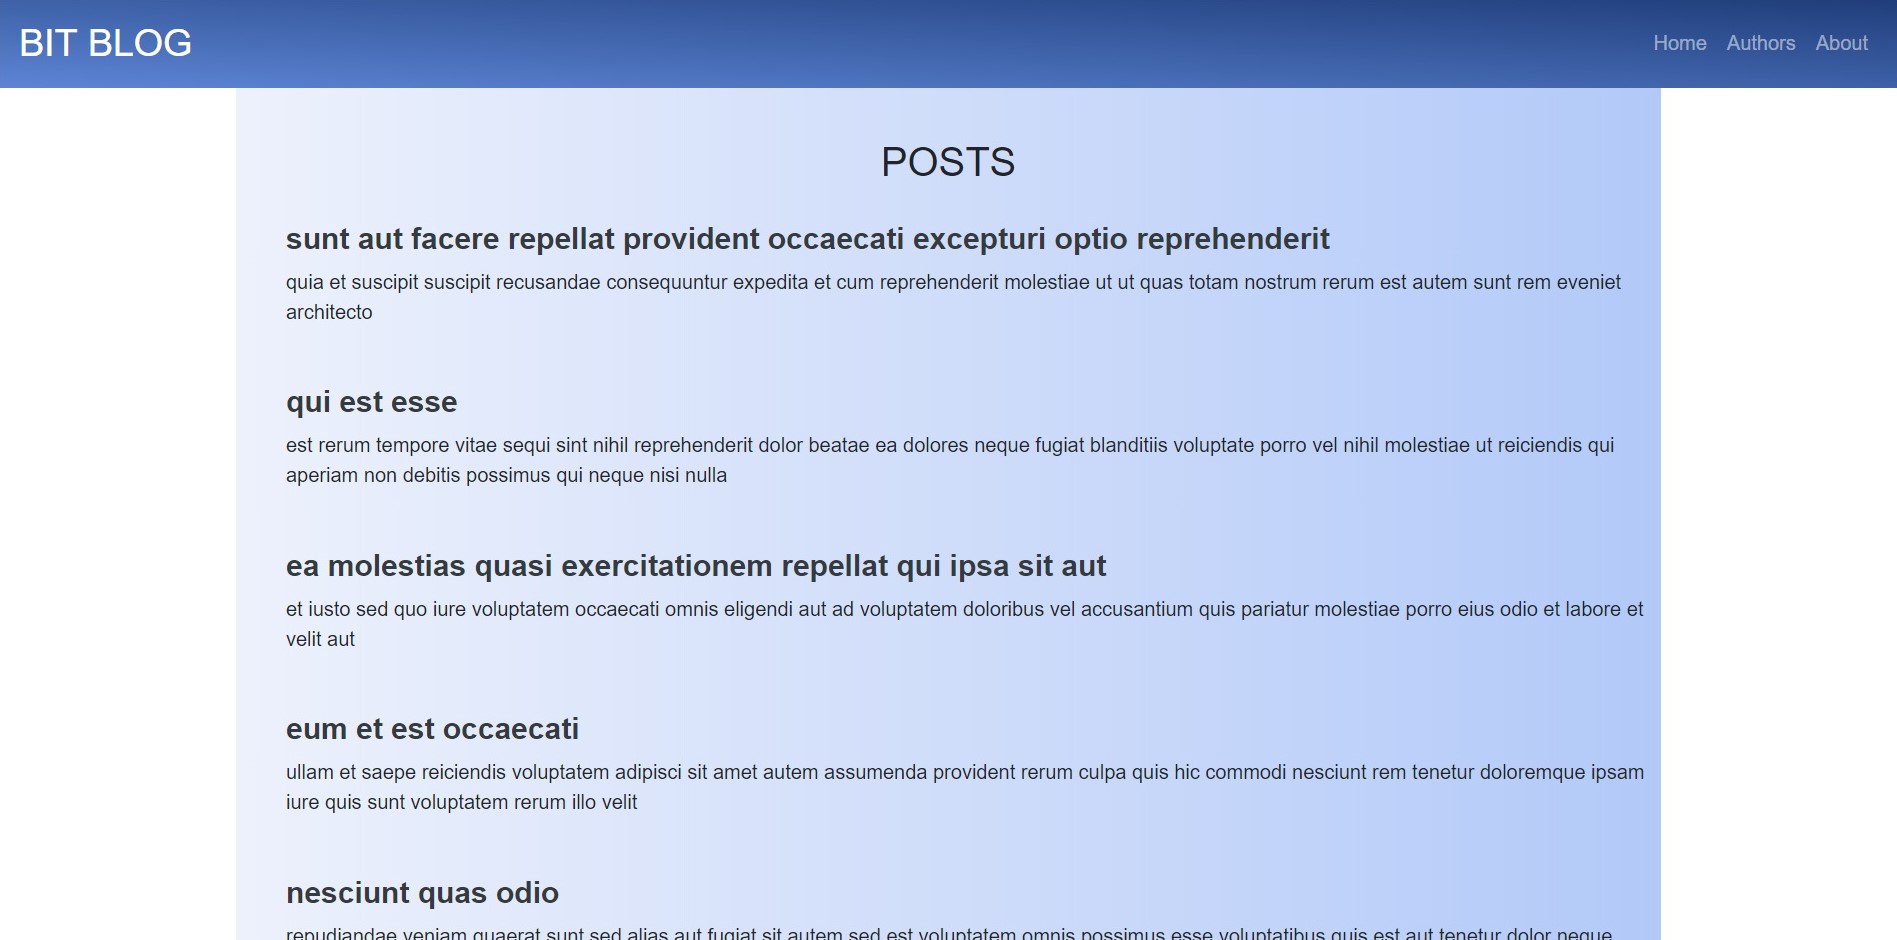 BIT BLOG
Home Authors About
POSTS
sunt aut facere repellat provident occaecati excepturi optio reprehenderit
quia et suscipit suscipit recusandae consequuntur expedita et cum reprehenderit molestiae ut ut quas totam nostrum rerum est autem sunt rem eveniet
architecto
qui est esse
est rerum tempore vitae sequi sint nihil reprehenderit dolor beatae ea dolores neque fugiat blanditiis voluptate porro vel nihil molestiae ut reiciendis qui
aperiam non debitis possimus qui neque nisi nulla
ea molestias quasi exercitationem repellat qui ipsa sit aut
et iusto sed quo iure voluptatem occaecati omnis eligendi aut ad voluptatem doloribus vel accusantium quis pariatur molestiae porro eius odio et labore et
velit aut
eum et est occaecati
ullam et saepe reiciendis voluptatem adipisci sit amet autem assumenda provident rerum culpa quis hic commodi nesciunt rem tenetur doloremque ipsam
iure quis sunt voluptatem rerum illo velit
nesciunt quas odio
repudiandae veniam quaerat sunt sed alias aut fugiat sit autem sed est voluptatem omnis possimus esse voluptatibus quis est aut tenetur dolor neque